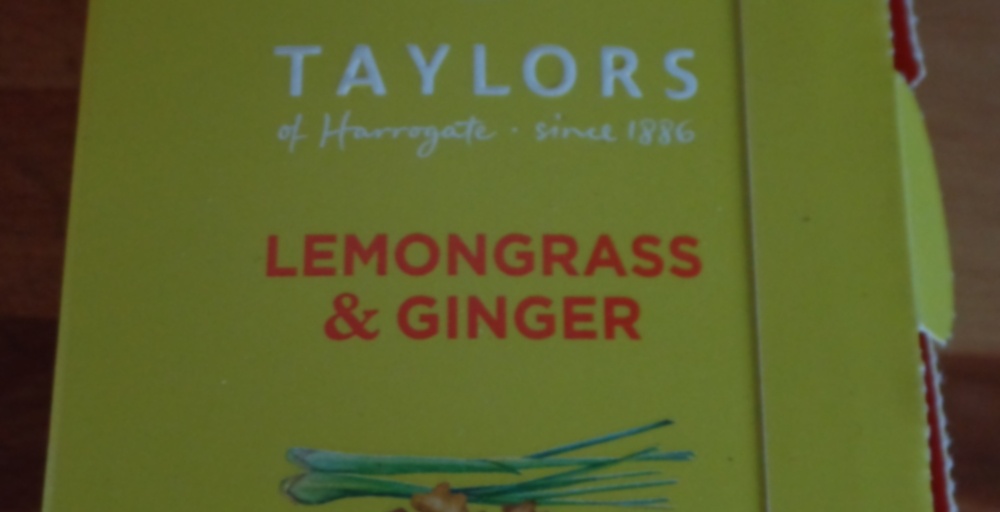 TAYLORS
of Harrogate · since 1886
LEMONGRASS
& GINGER